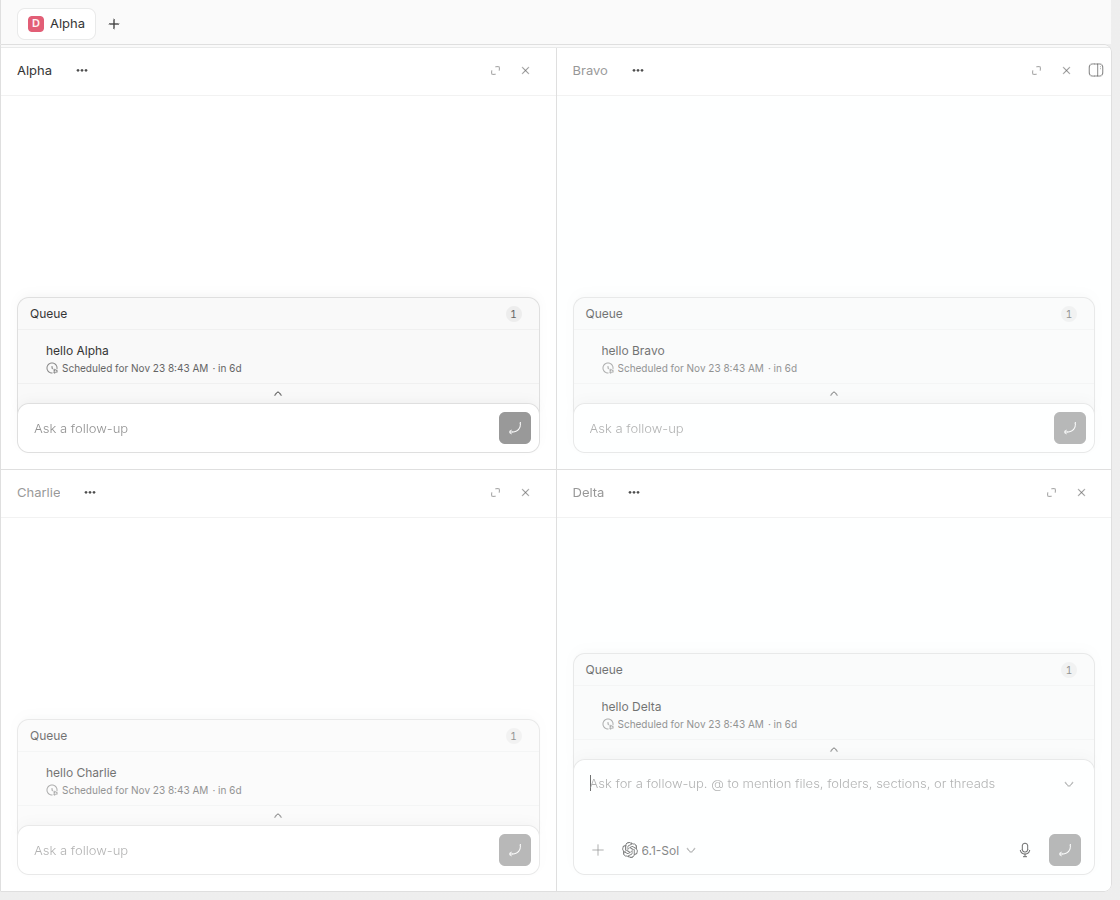 D Alpha
Alpha
Bravo
Queue 1
hello Alpha
Scheduled for Nov 23 8:43 AM · in 6d
Ask a follow-up
Queue 1
hello Bravo
Scheduled for Nov 23 8:43 AM · in 6d
Ask a follow-up
Charlie
Delta
Queue 1
hello Charlie
Scheduled for Nov 23 8:43 AM · in 6d
Ask a follow-up
Queue 1
hello Delta
Scheduled for Nov 23 8:43 AM · in 6d
Ask for a follow-up. @ to mention files, folders, sections, or threads
6.1-Sol